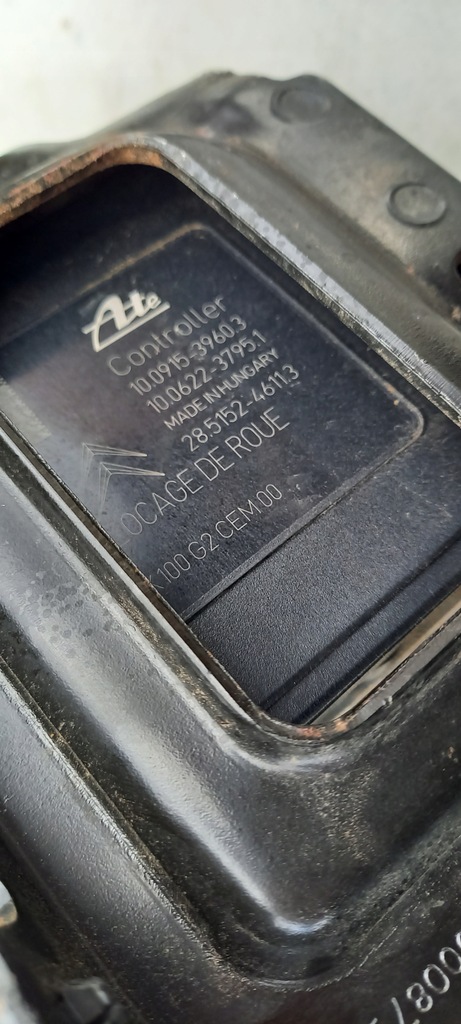 Ate
Controller
10.0915-3960.3
10.0622-3795.1
MADE IN HUNGARY
28.5152-4611.3
OCAGE DE ROUE
K100 G2 CEM 00